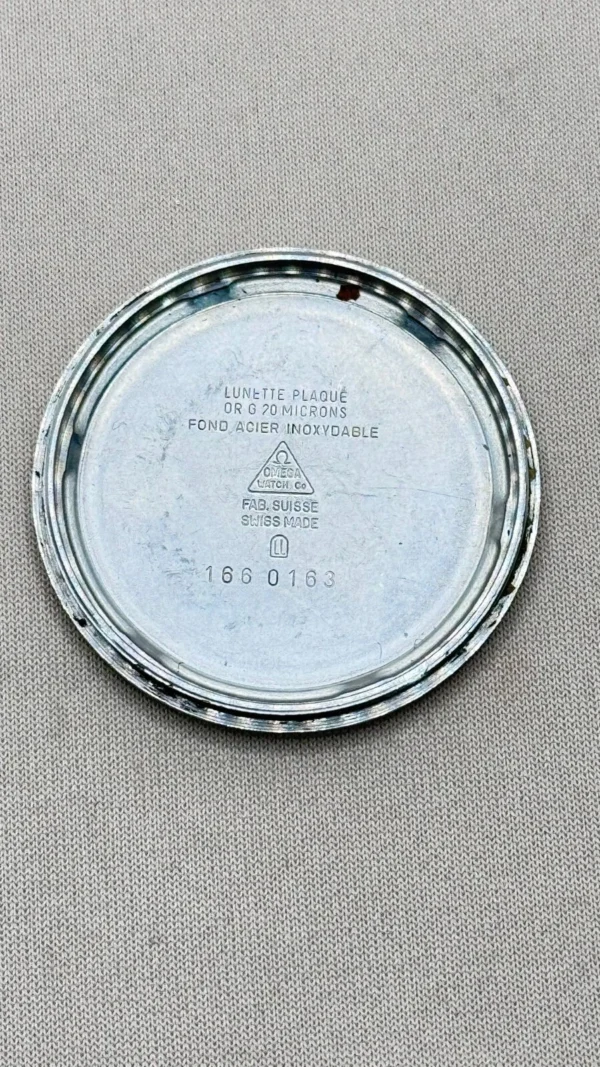 LUNETTE PLAQUÉ
OR G 20 MICRONS
FOND ACIER INOXYDABLE
Ω
OMEGA
WATCH Co
FAB. SUISSE
SWISS MADE
166 0163